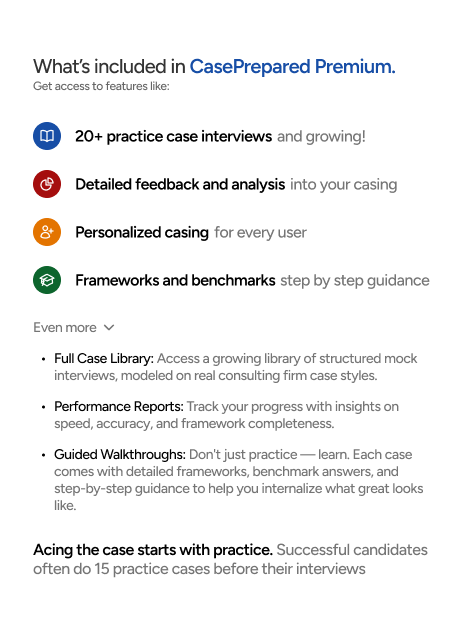 What's included in CasePrepared Premium.
Get access to features like:
20+ practice case interviews and growing!
Detailed feedback and analysis into your casing
Personalized casing for every user
Frameworks and benchmarks step by step guidance
Even more
• Full Case Library: Access a growing library of structured mock
interviews, modeled on real consulting firm case styles.
• Performance Reports: Track your progress with insights on
speed, accuracy, and framework completeness.
• Guided Walkthroughs: Don't just practice — learn. Each case
comes with detailed frameworks, benchmark answers, and
step-by-step guidance to help you internalize what great looks
like.
Acing the case starts with practice. Successful candidates
often do 15 practice cases before their interviews